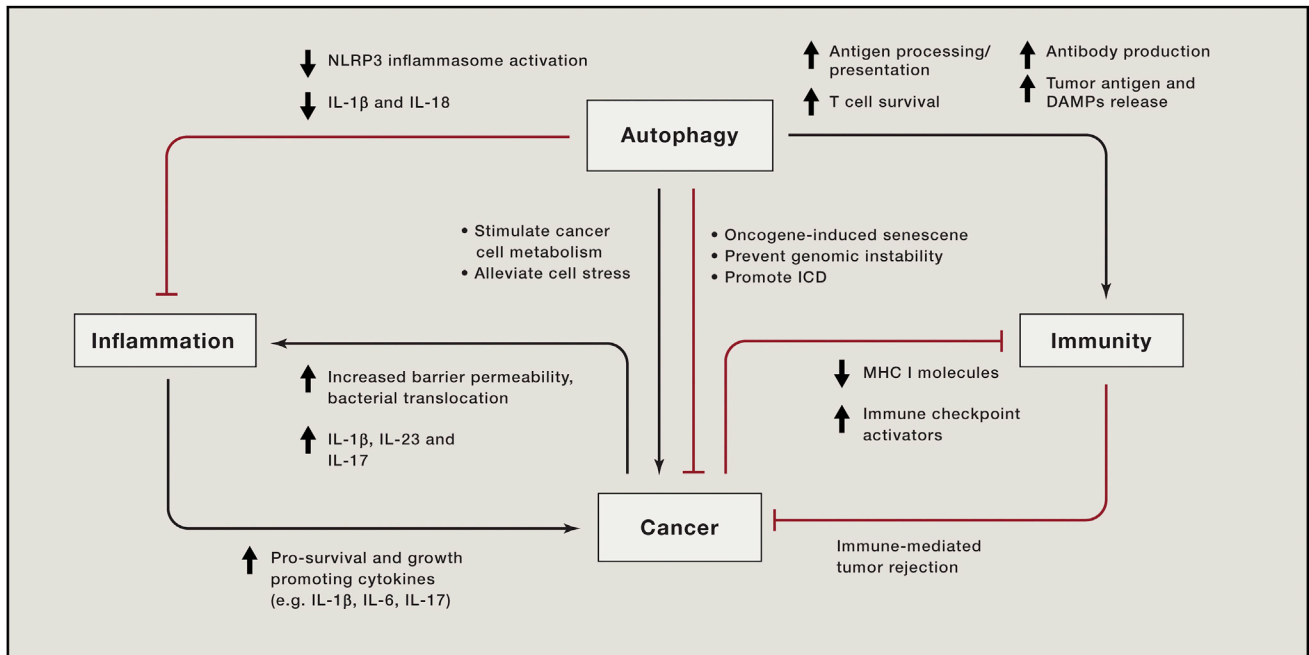 NLRP3 inflammasome activation
IL-1β and IL-18
Autophagy
Antigen processing/
presentation
T cell survival
Antibody production
Tumor antigen and
DAMPs release
• Stimulate cancer
cell metabolism
• Alleviate cell stress
• Oncogene-induced senescene
• Prevent genomic instability
• Promote ICD
Inflammation
Immunity
Increased barrier permeability,
bacterial translocation
IL-1β, IL-23 and
IL-17
MHC I molecules
Immune checkpoint
activators
Cancer
Pro-survival and growth
promoting cytokines
(e.g. IL-1β, IL-6, IL-17)
Immune-mediated
tumor rejection